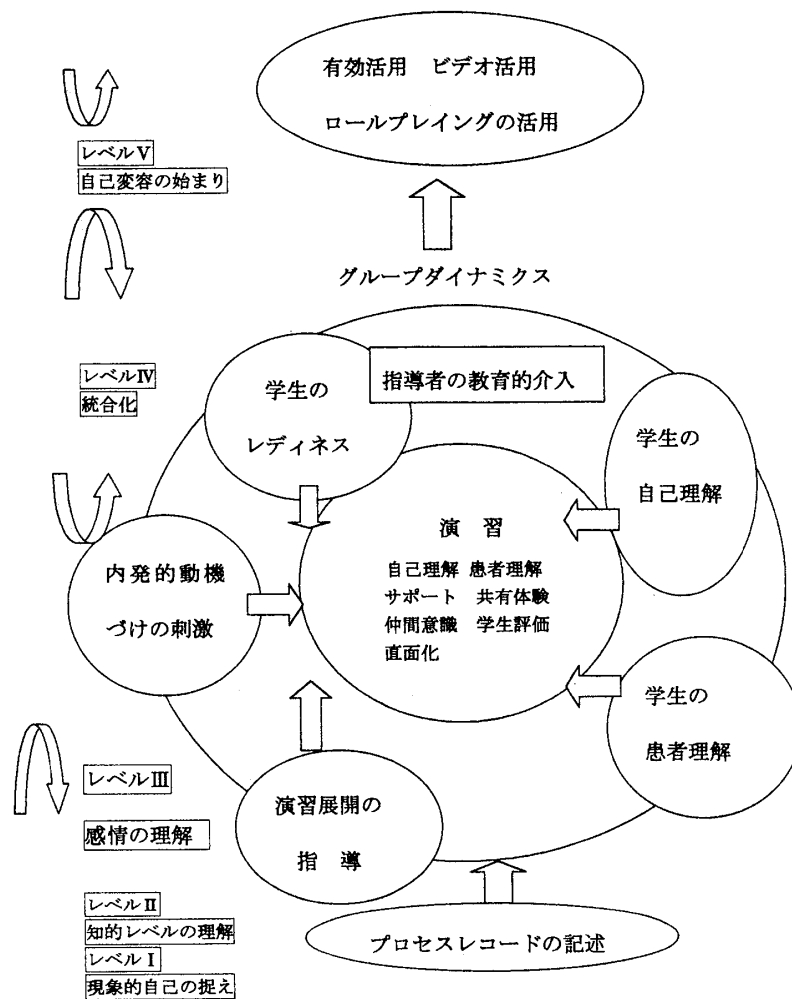 有効活用 ビデオ活用
ロールプレイングの活用
レベルⅤ
自己変容の始まり
グループダイナミクス
レベルⅣ
統合化
学生の
レディネス
指導者の教育的介入
学生の
自己理解
演 習
自己理解 患者理解
サポート 共有体験
仲間意識 学生評価
直面化
内発的動機
づけの刺激
学生の
患者理解
レベルⅢ
感情の理解
演習展開の
指 導
レベルⅡ
知的レベルの理解
レベルⅠ
現象的自己の捉え
プロセスレコードの記述